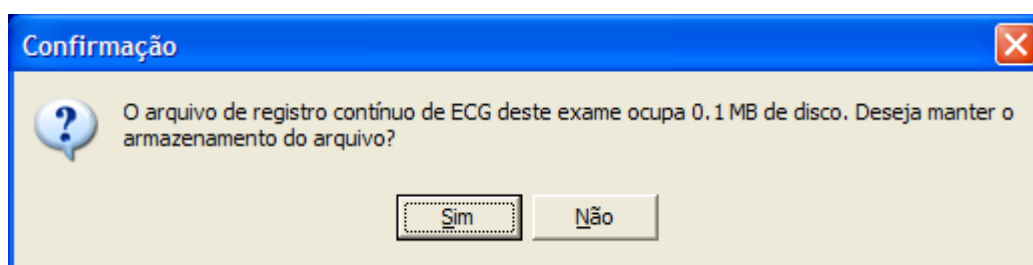 Confirmação
O arquivo de registro contínuo de ECG deste exame ocupa 0.1 MB de disco. Deseja manter o
armazenamento do arquivo?
Sim
Não